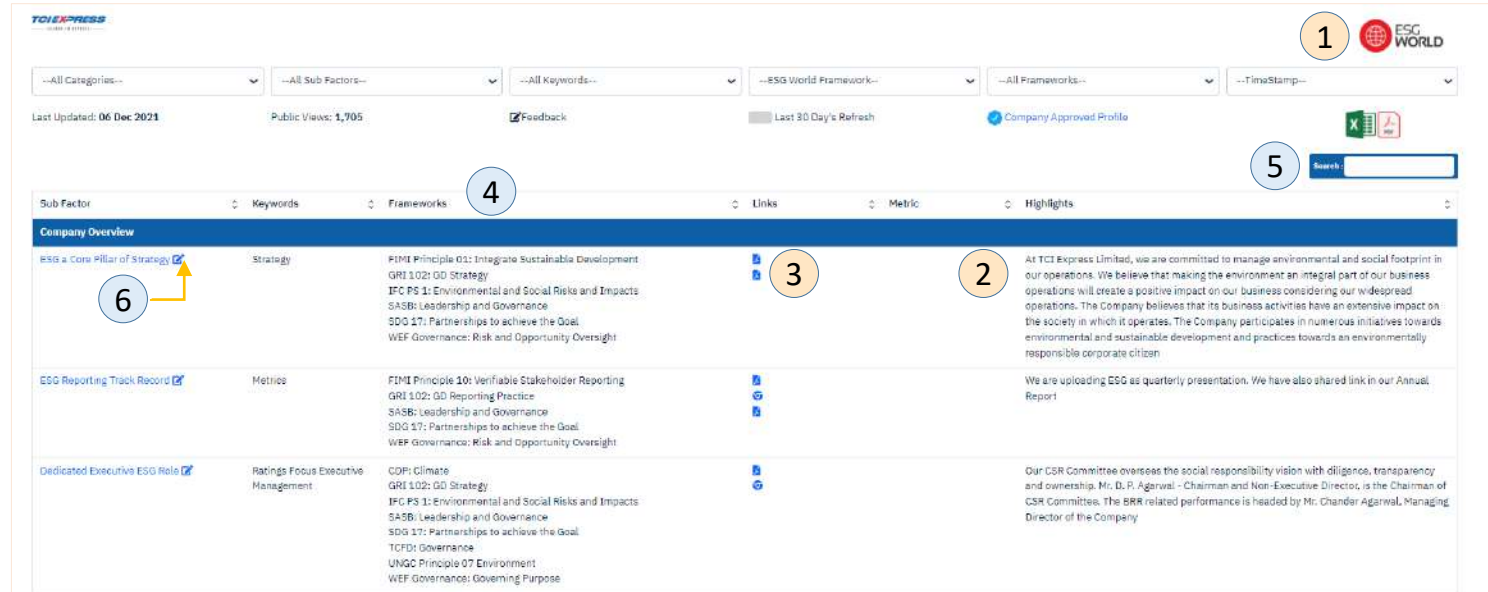 TCI EXPRESS
1
ESG
WORLD
--All Categories--
--All Sub Factors--
--All Keywords--
--ESG World Framework--
--All Frameworks--
--TimeStamp--
Last Updated: 06 Dec 2021
Public Views: 1,705
Feedback
Last 30 Day's Refresh
Company Approved Profile
5
Search :
4
Sub Factor
Keywords
Frameworks
Links
Metric
Highlights
Company Overview
ESG a Core Pillar of Strategy
6
Strategy
FIMI Principle 01: Integrate Sustainable Development
GRI 102: GD Strategy
IFC PS 1: Environmental and Social Risks and Impacts
SASB: Leadership and Governance
SDG 17: Partnerships to achieve the Goal
WEF Governance: Risk and Opportunity Oversight
3
2
At TCI Express Limited, we are committed to manage environmental and social footprint in
our operations. We believe that making the environment an integral part of our business
operations will create a positive impact on our business considering our widespread
operations. The Company believes that its business activities have an extensive impact on
the society in which it operates. The Company participates in numerous initiatives towards
environmental and sustainable development and practices towards an environmentally
responsible corporate citizen
ESG Reporting Track Record
Metrics
FIMI Principle 10: Verifiable Stakeholder Reporting
GRI 102: GD Reporting Practice
SASB: Leadership and Governance
SDG 17: Partnerships to achieve the Goal
WEF Governance: Risk and Opportunity Oversight
We are uploading ESG as quarterly presentation. We have also shared link in our Annual
Report
Dedicated Executive ESG Role
Ratings Focus Executive
Management
CDP: Climate
GRI 102: GD Strategy
IFC PS 1: Environmental and Social Risks and Impacts
SASB: Leadership and Governance
SDG 17: Partnerships to achieve the Goal
TCFD: Governance
UNGC Principle 07 Environment
WEF Governance: Governing Purpose
Our CSR Committee oversees the social responsibility vision with diligence, transparency
and ownership. Mr. D. P. Agarwal - Chairman and Non-Executive Director, is the Chairman of
CSR Committee. The BRR related performance is headed by Mr. Chander Agarwal, Managing
Director of the Company